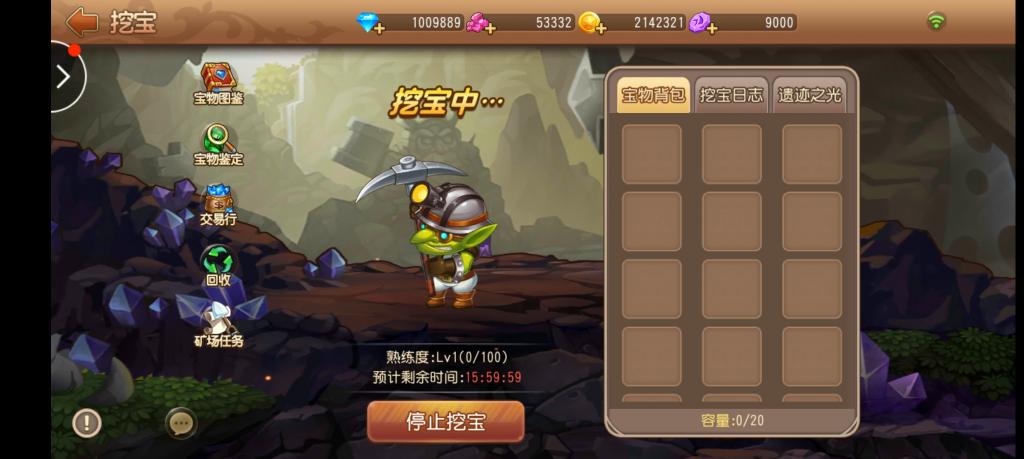 挖宝
1009889
53332
2142321
9000
宝物图鉴
宝物鉴定
交易行
回收
矿场任务
挖宝中…
熟练度:Lv1(0/100)
预计剩余时间:15:59:59
停止挖宝
宝物背包 挖宝日志 遗迹之光
容量:0/20